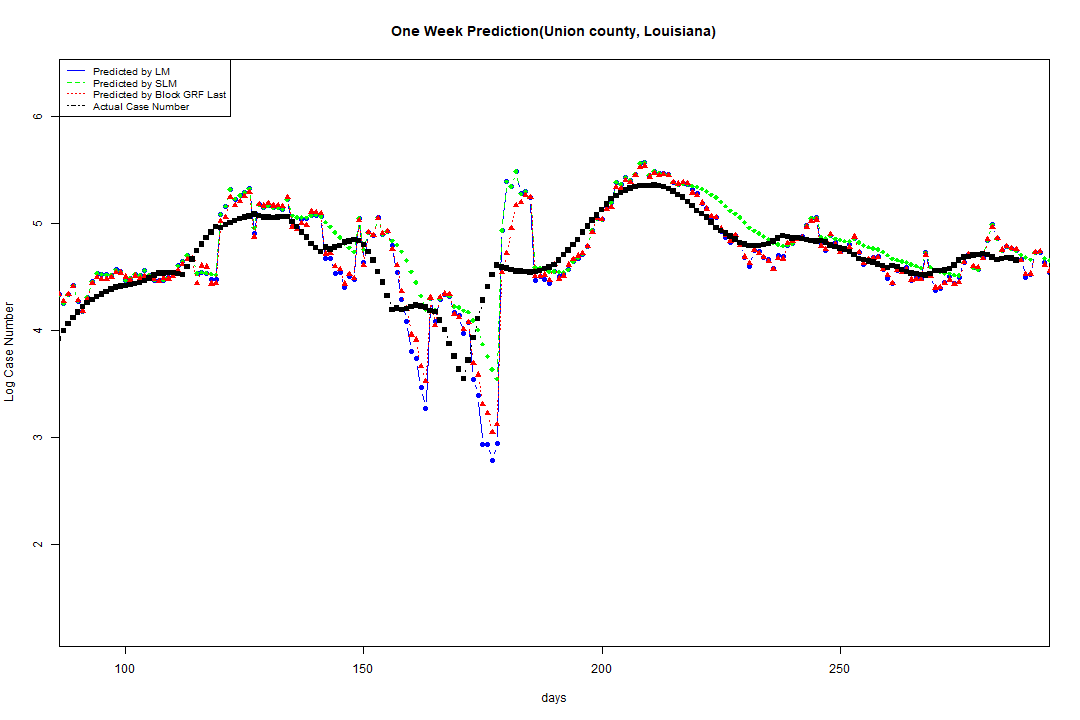 One Week Prediction(Union county, Louisiana)
Predicted by LM
Predicted by SLM
Predicted by Block GRF Last
Actual Case Number
6
5
4
3
2
Log Case Number
100 150 200 250
days